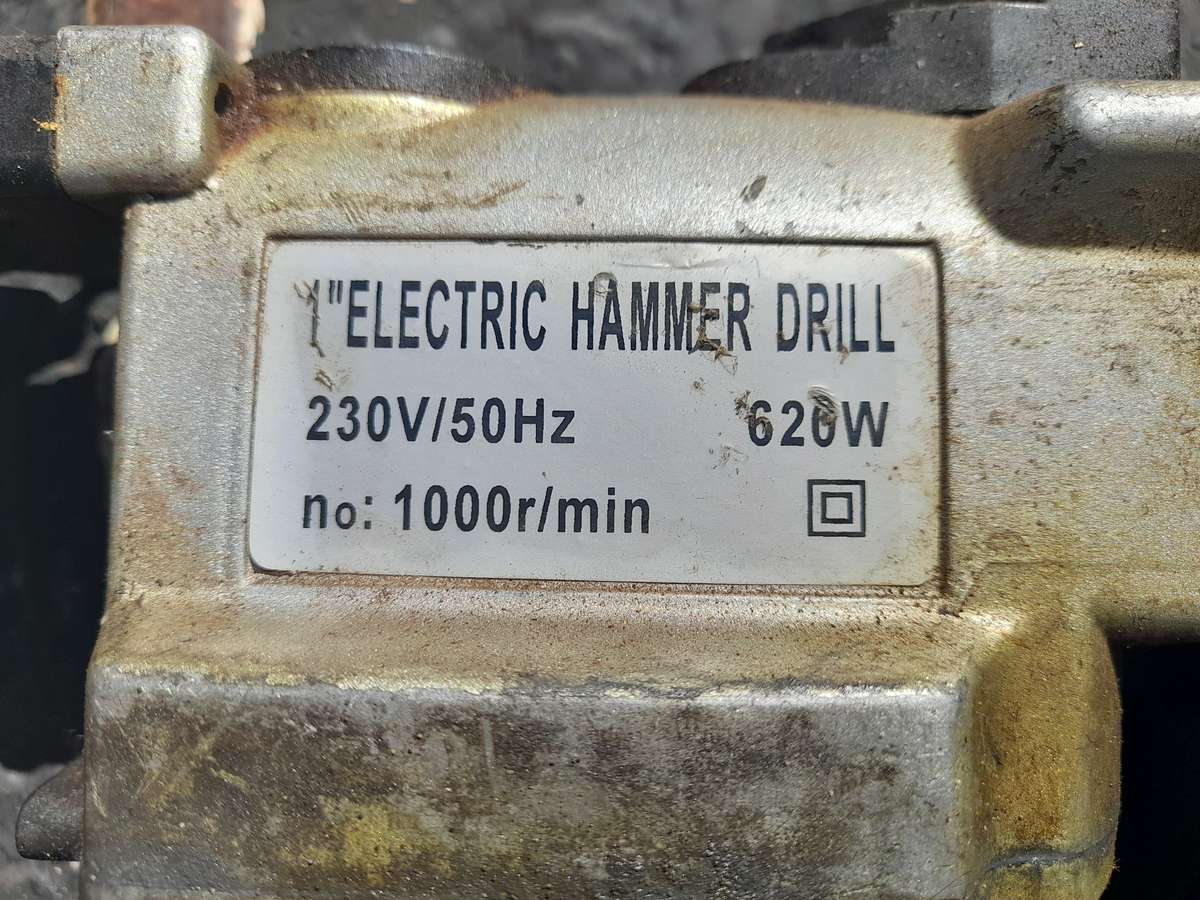 1"ELECTRIC HAMMER DRILL
230V/50Hz 620W
no: 1000r/min